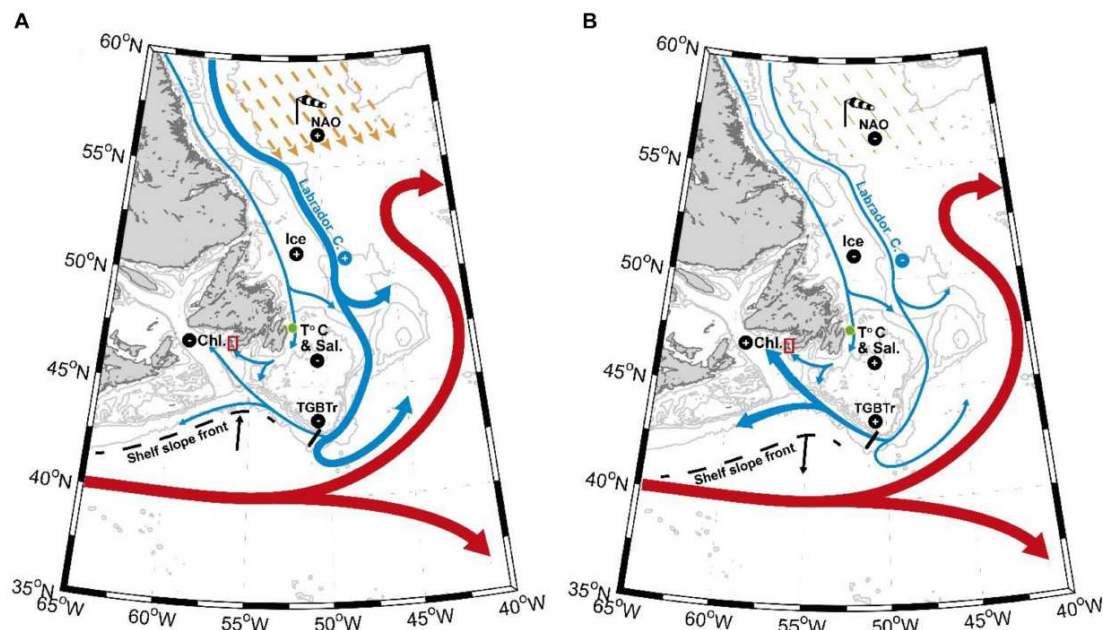 A
60°N
55°N
50°N
45°N
40°N
35°N
65°W
60°W
55°W
50°W
45°W
40°W
NAO
Labrador C.
Ice
T°C
& Sal.
Chl.
TGBTr
Shelf slope front
B
60°N
55°N
50°N
45°N
40°N
35°N
65°W
60°W
55°W
50°W
45°W
40°W
NAO
Labrador C.
Ice
T°C
& Sal.
Chl.
TGBTr
Shelf slope front